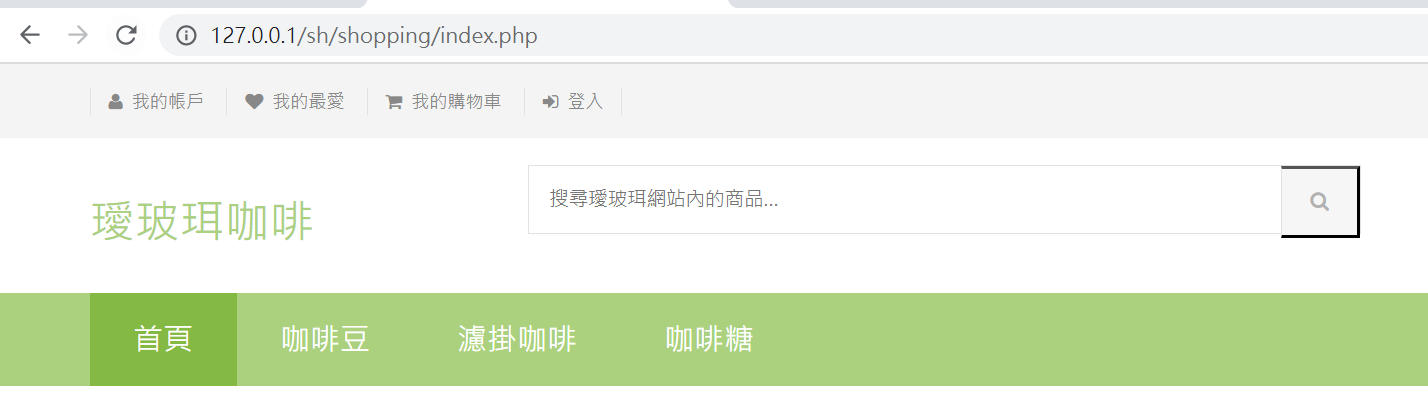 127.0.0.1/sh/shopping/index.php
我的帳戶 我的最愛 我的購物車 登入
搜尋璦玻珥網站內的商品...
璦玻珥咖啡
首頁 咖啡豆 濾掛咖啡 咖啡糖